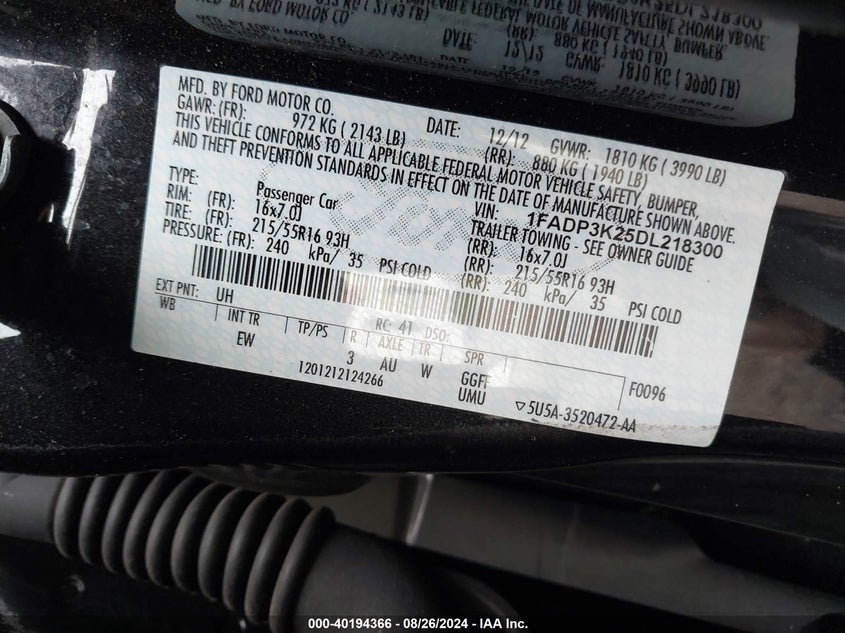 MFD. BY FORD MOTOR CO. DATE: 12/12 GVWR: 1810 KG ( 3990 LB)
GAWR: (FR): 972 KG ( 2143 LB) (RR): 880 KG ( 1940 LB)
THIS VEHICLE CONFORMS TO ALL APPLICABLE FEDERAL MOTOR VEHICLE SAFETY, BUMPER,
AND THEFT PREVENTION STANDARDS IN EFFECT ON THE DATE OF MANUFACTURE SHOWN ABOVE.
VIN: 1FADP3K25DL218300
TYPE: Passenger Car TRAILER TOWING - SEE OWNER GUIDE
RIM: (FR): 16x7.0J (RR): 16x7.0J
TIRE: (FR): 215/55R16 93H (RR): 215/55R16 93H
PRESSURE: (FR): 240 kPa/ 35 PSI COLD (RR): 240 kPa/ 35 PSI COLD
EXT PNT: UH RC: 41 DSO:
WB INT TR TP/PS R AXLE TR SPR
EW 3 AU W GGFF F0096
1201212124266 UMU ▽5U5A-3520472-AA
000-40194366 - 08/26/2024 - IAA Inc.